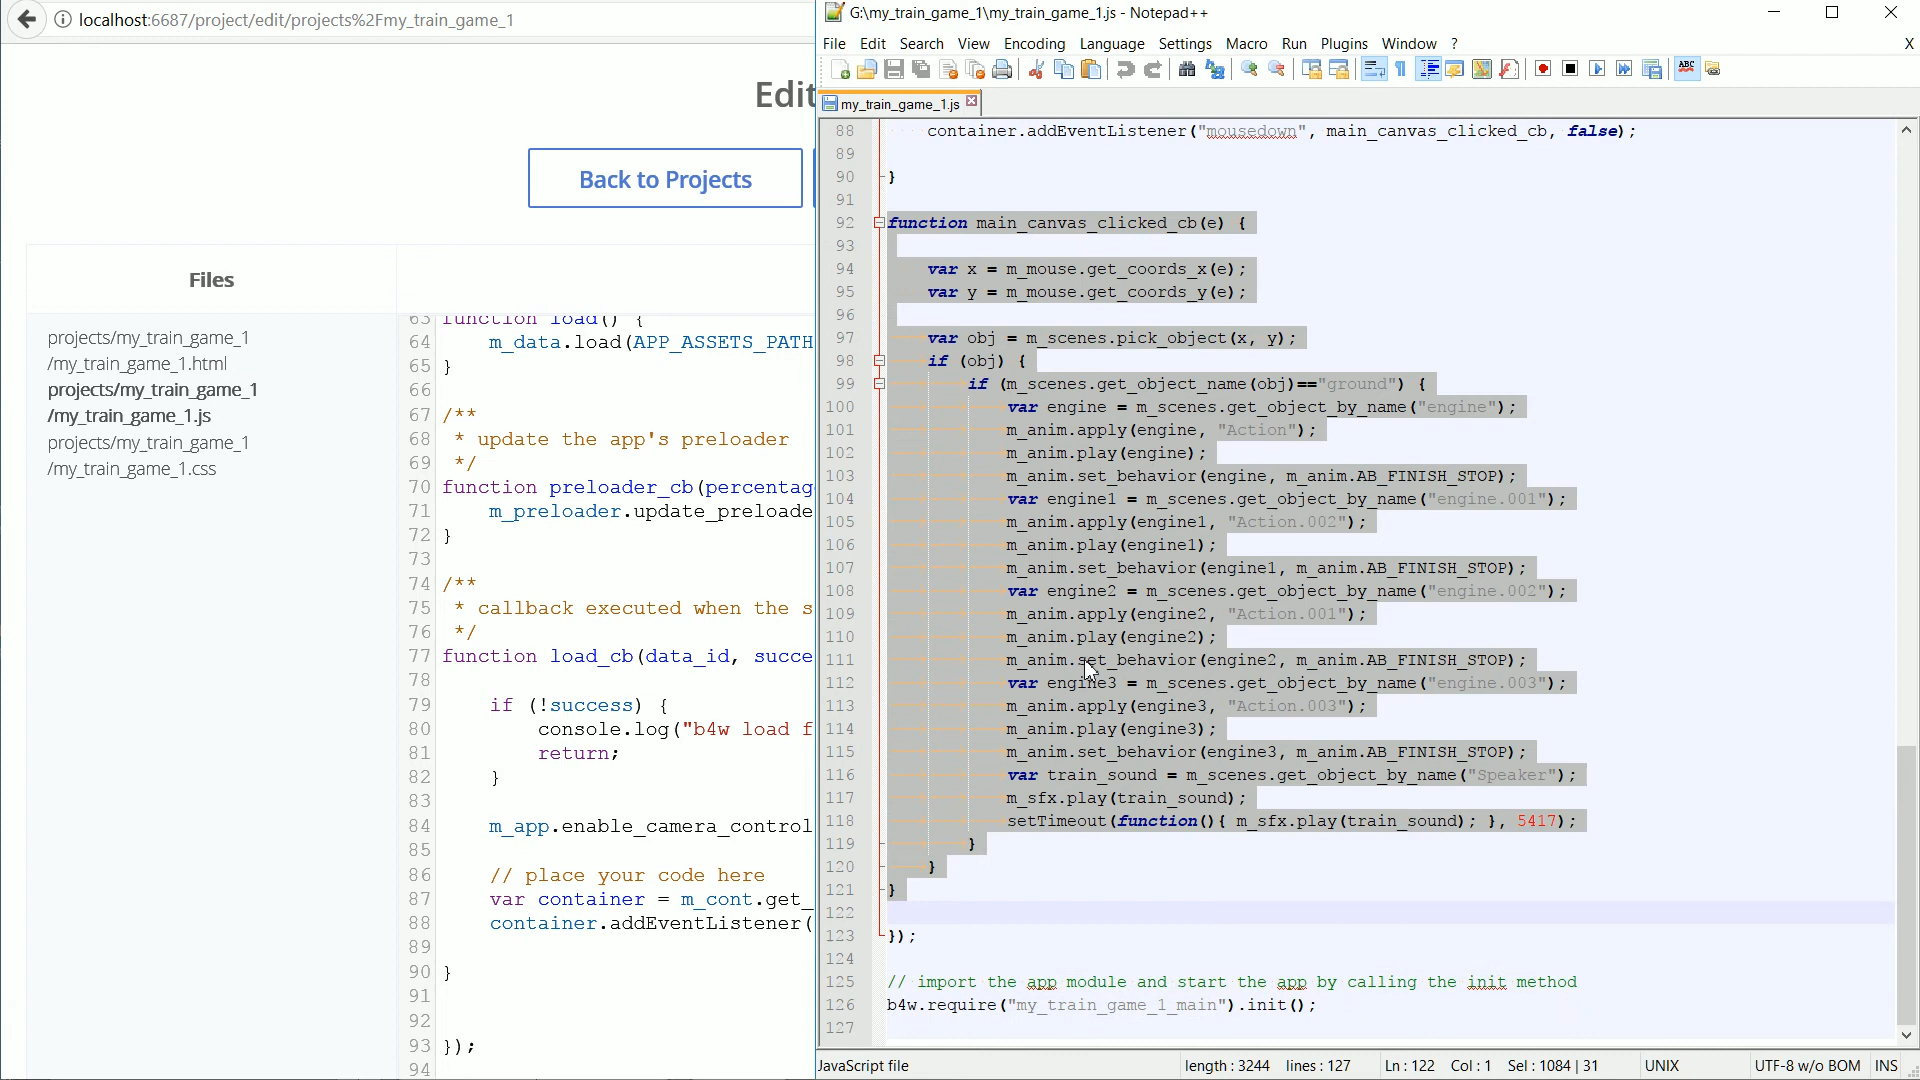 localhost:6687/project/edit/projects%2Fmy_train_game_1
Edit
Back to Projects
Files
projects/my_train_game_1
/my_train_game_1.html
projects/my_train_game_1
/my_train_game_1.js
projects/my_train_game_1
/my_train_game_1.css
63 function load() {
64 m_data.load(APP_ASSETS_PATH
65 }
66
67 /**
68 * update the app's preloader
69 */
70 function preloader_cb(percentag
71 m_preloader.update_preloade
72 }
73
74 /**
75 * callback executed when the s
76 */
77 function load_cb(data_id, succe
78
79 if (!success) {
80 console.log("b4w load f
81 return;
82 }
83
84 m_app.enable_camera_control
85
86 // place your code here
87 var container = m_cont.get_
88 container.addEventListener(
89
90 }
91
92
93 });
94
G:\my_train_game_1\my_train_game_1.js - Notepad++
File Edit Search View Encoding Language Settings Macro Run Plugins Window ? X
my_train_game_1.js
88 container.addEventListener("mousedown", main_canvas_clicked_cb, false);
89
90 }
91
92 function main_canvas_clicked_cb(e) {
93
94 var x = m_mouse.get_coords_x(e);
95 var y = m_mouse.get_coords_y(e);
96
97 var obj = m_scenes.pick_object(x, y);
98 if (obj) {
99 if (m_scenes.get_object_name(obj)=="ground") {
100 var engine = m_scenes.get_object_by_name("engine");
101 m_anim.apply(engine, "Action");
102 m_anim.play(engine);
103 m_anim.set_behavior(engine, m_anim.AB_FINISH_STOP);
104 var engine1 = m_scenes.get_object_by_name("engine.001");
105 m_anim.apply(engine1, "Action.002");
106 m_anim.play(engine1);
107 m_anim.set_behavior(engine1, m_anim.AB_FINISH_STOP);
108 var engine2 = m_scenes.get_object_by_name("engine.002");
109 m_anim.apply(engine2, "Action.001");
110 m_anim.play(engine2);
111 m_anim.set_behavior(engine2, m_anim.AB_FINISH_STOP);
112 var engine3 = m_scenes.get_object_by_name("engine.003");
113 m_anim.apply(engine3, "Action.003");
114 m_anim.play(engine3);
115 m_anim.set_behavior(engine3, m_anim.AB_FINISH_STOP);
116 var train_sound = m_scenes.get_object_by_name("Speaker");
117 m_sfx.play(train_sound);
118 setTimeout(function(){ m_sfx.play(train_sound); }, 5417);
119 }
120 }
121 }
122
123 });
124
125 // import the app module and start the app by calling the init method
126 b4w.require("my_train_game_1_main").init();
127
JavaScript file length : 3244 lines : 127 Ln : 122 Col : 1 Sel : 1084 | 31 UNIX UTF-8 w/o BOM INS